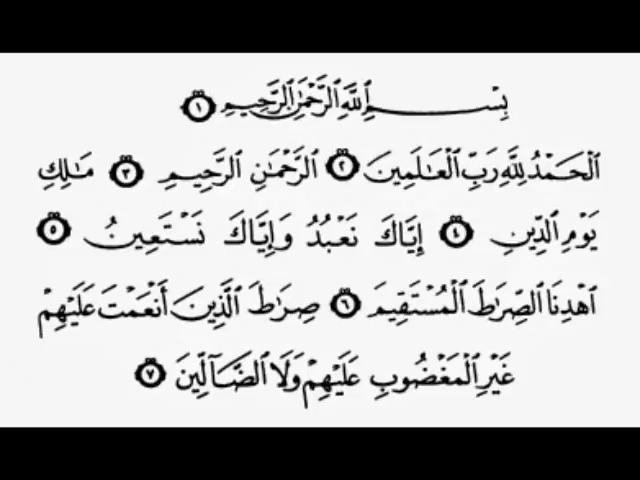 بِسْمِ ٱللَّهِ ٱلرَّحْمَٰنِ ٱلرَّحِيمِ ١
ٱلْحَمْدُ لِلَّهِ رَبِّ ٱلْعَٰلَمِينَ ٢ ٱلرَّحْمَٰنِ ٱلرَّحِيمِ ٣ مَٰلِكِ
يَوْمِ ٱلدِّينِ ٤ إِيَّاكَ نَعْبُدُ وَإِيَّاكَ نَسْتَعِينُ ٥
ٱهْدِنَا ٱلصِّرَٰطَ ٱلْمُسْتَقِيمَ ٦ صِرَٰطَ ٱلَّذِينَ أَنْعَمْتَ عَلَيْهِمْ
غَيْرِ ٱلْمَغْضُوبِ عَلَيْهِمْ وَلَا ٱلضَّآلِّينَ ٧